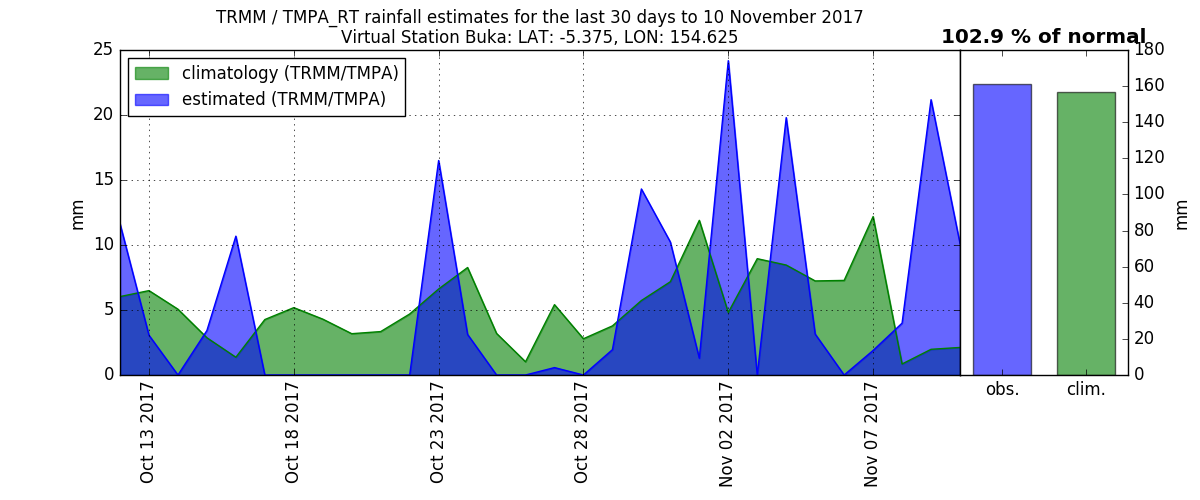 TRMM / TMPA_RT rainfall estimates for the last 30 days to 10 November 2017
Virtual Station Buka: LAT: -5.375, LON: 154.625
102.9 % of normal
climatology (TRMM/TMPA)
estimated (TRMM/TMPA)
25
20
15
10
5
0
mm
Oct 13 2017
Oct 18 2017
Oct 23 2017
Oct 28 2017
Nov 02 2017
Nov 07 2017
obs.
clim.
180
160
140
120
100
80
60
40
20
0
mm